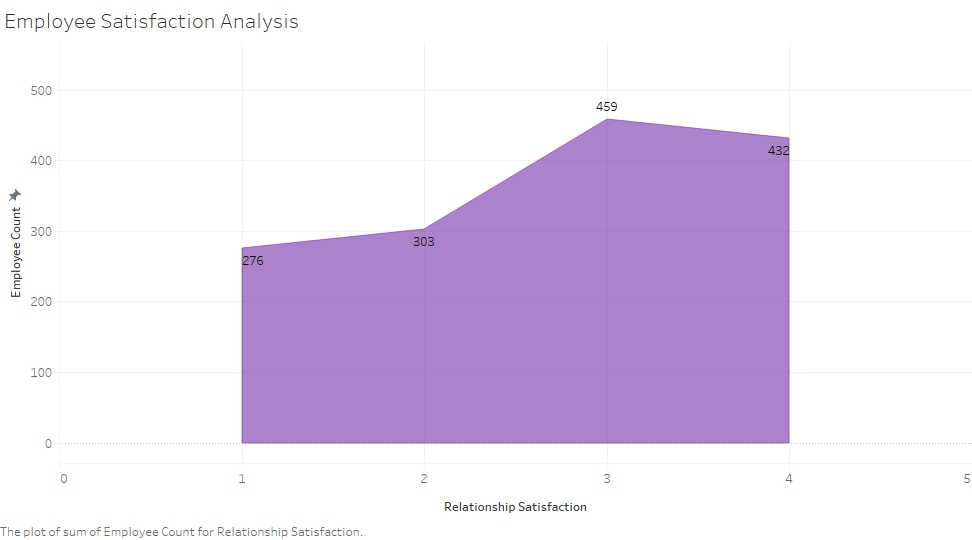 Employee Satisfaction Analysis
500
400
300
200
100
0
Employee Count
459
432
303
276
0 1 2 3 4 5
Relationship Satisfaction
The plot of sum of Employee Count for Relationship Satisfaction.